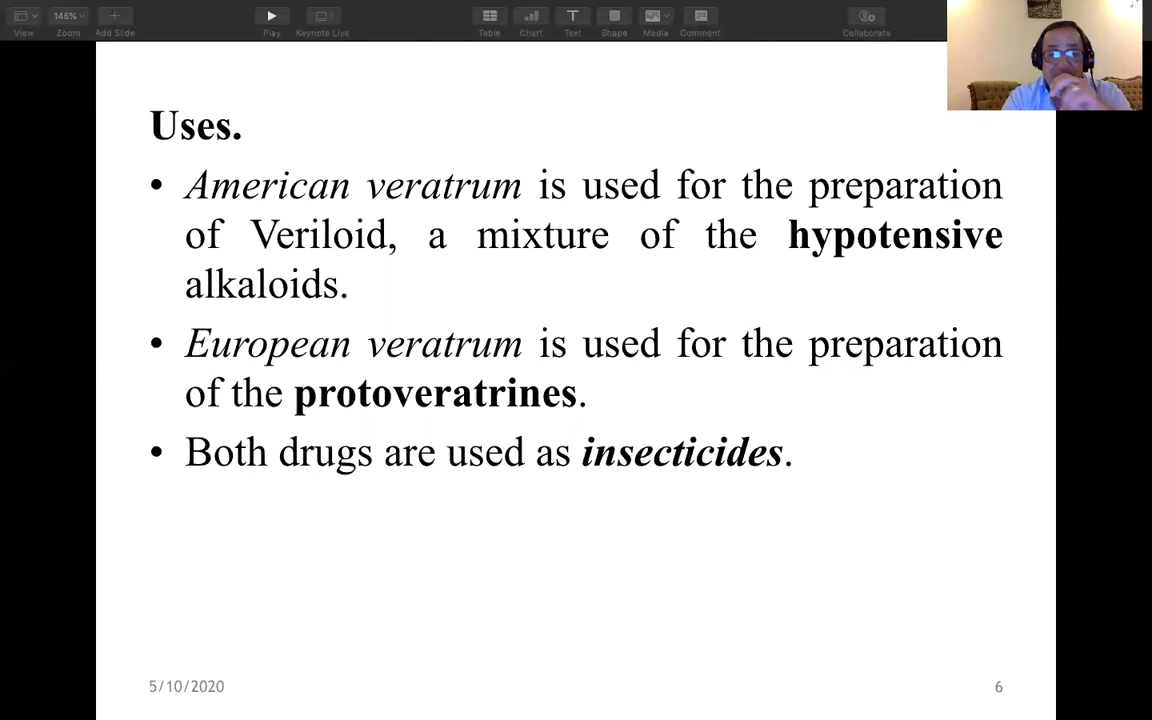 146%
View
Zoom
Add Slide
Play
Keynote Live
Table
Chart
Text
Shape
Media
Comment
Collaborate
Uses.
• American veratrum is used for the preparation
of Veriloid, a mixture of the hypotensive
alkaloids.
• European veratrum is used for the preparation
of the protoveratrines.
• Both drugs are used as insecticides.
5/10/2020
6